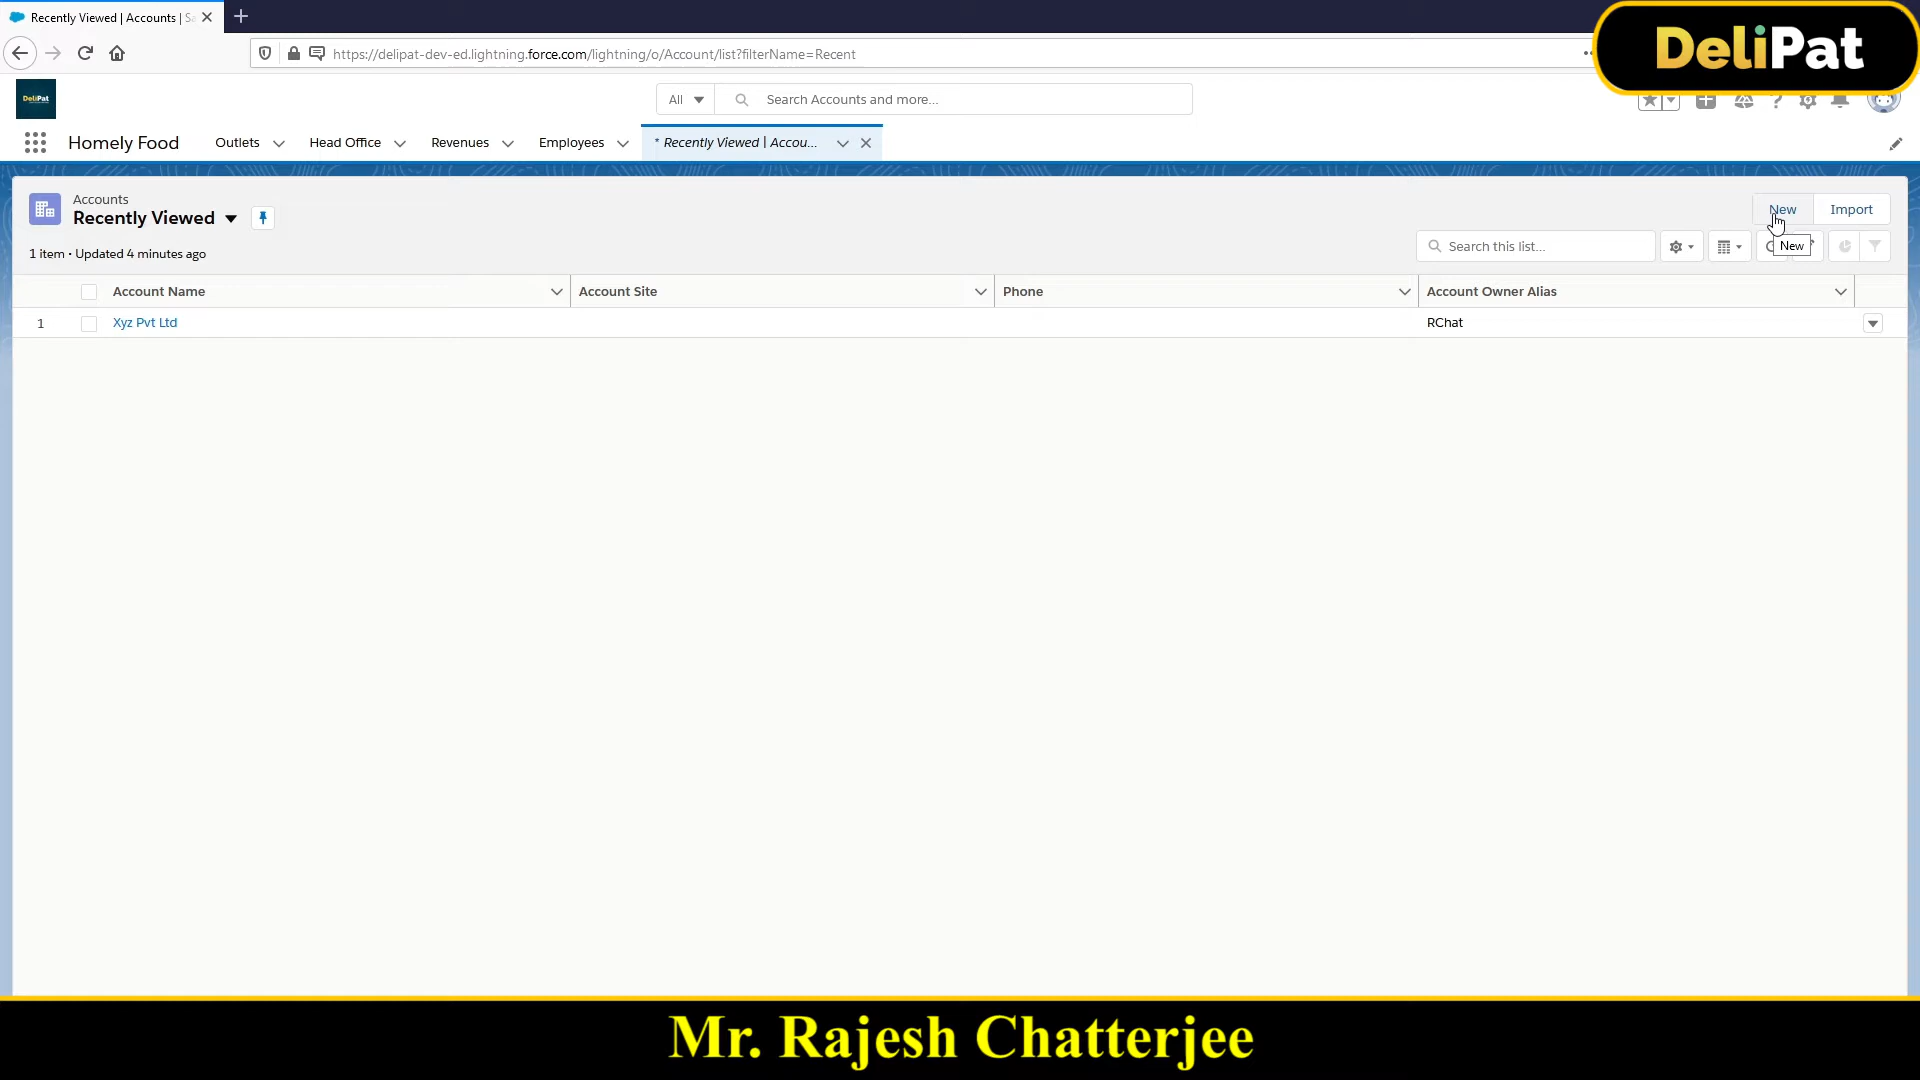 Recently Viewed | Accounts | Sa
https://delipat-dev-ed.lightning.force.com/lightning/o/Account/list?filterName=Recent
DeliPat
DeliPat
All
Search Accounts and more...
Homely Food
Outlets
Head Office
Revenues
Employees
* Recently Viewed | Accou...
Accounts
Recently Viewed
New
Import
1 item • Updated 4 minutes ago
Search this list...
New
Account Name
Account Site
Phone
Account Owner Alias
1
Xyz Pvt Ltd
RChat
Mr. Rajesh Chatterjee